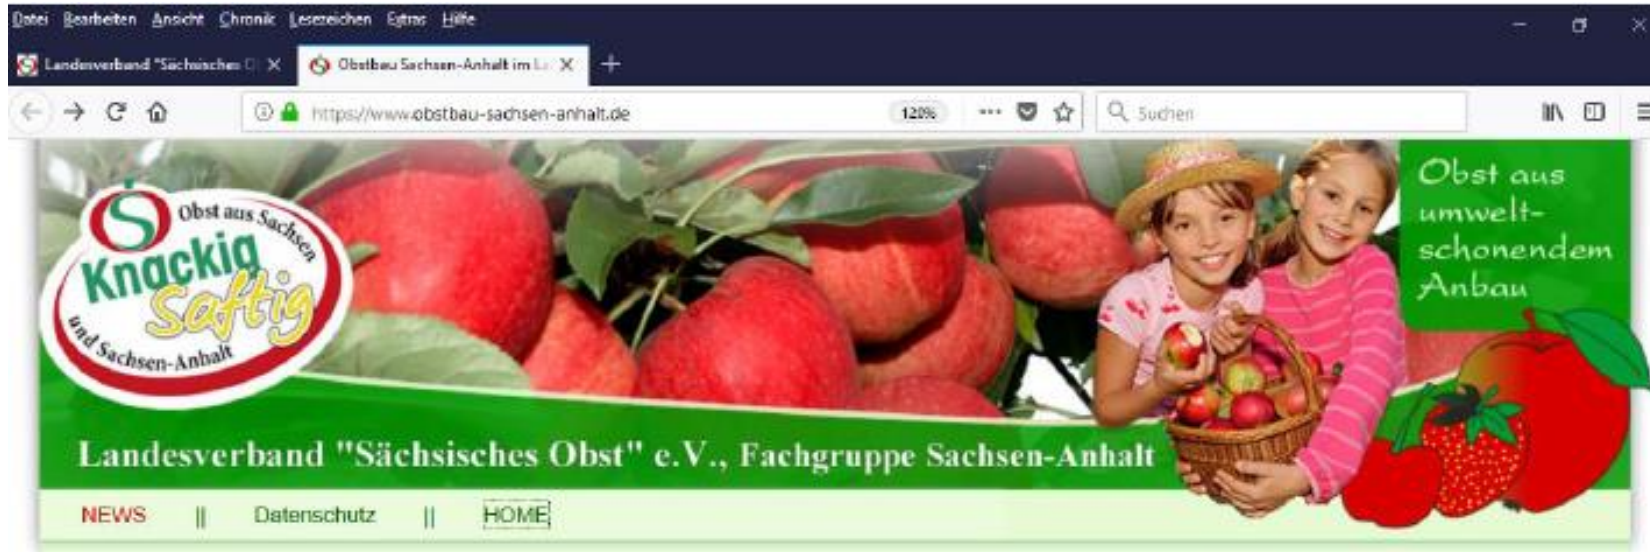 Datei Bearbeiten Ansicht Chronik Lesezeichen Extras Hilfe
Landesverband "Sächsisches O
Obstbau Sachsen-Anhalt im L
https://www.obstbau-sachsen-anhalt.de
120%
Suchen
Obst aus Sachsen
Knackig
Saftig
und Sachsen-Anhalt
Obst aus
umwelt-
schonendem
Anbau
Landesverband "Sächsisches Obst" e.V., Fachgruppe Sachsen-Anhalt
NEWS || Datenschutz || HOME